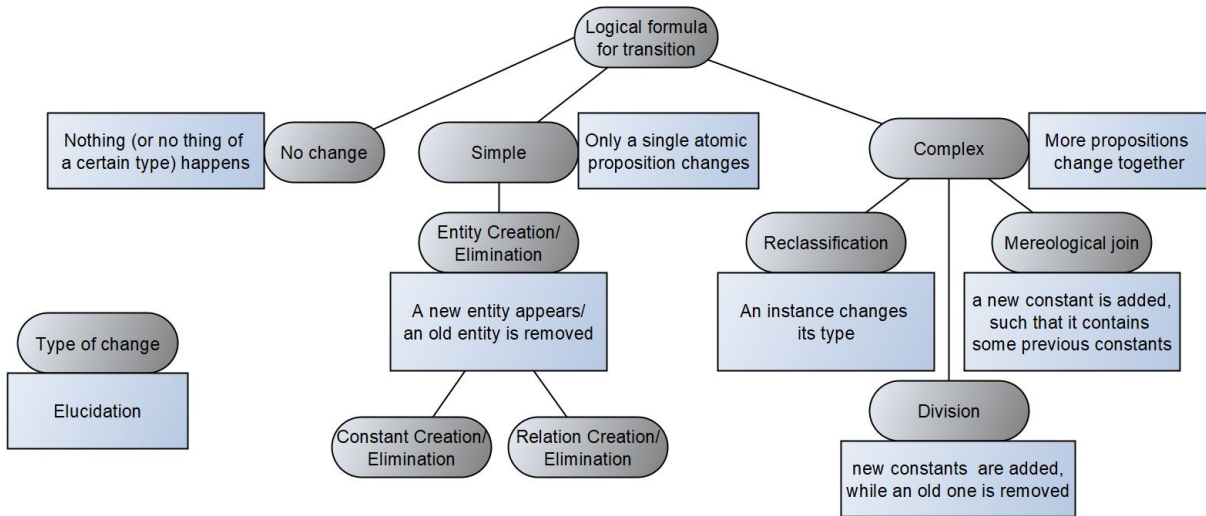 Logical formula
for transition
Nothing (or no thing of
a certain type) happens
No change
Simple
Only a single atomic
proposition changes
Complex
More propositions
change together
Entity Creation/
Elimination
A new entity appears/
an old entity is removed
Reclassification
An instance changes
its type
Mereological join
a new constant is added,
such that it contains
some previous constants
Type of change
Elucidation
Constant Creation/
Elimination
Relation Creation/
Elimination
Division
new constants  are added,
while an old one is removed